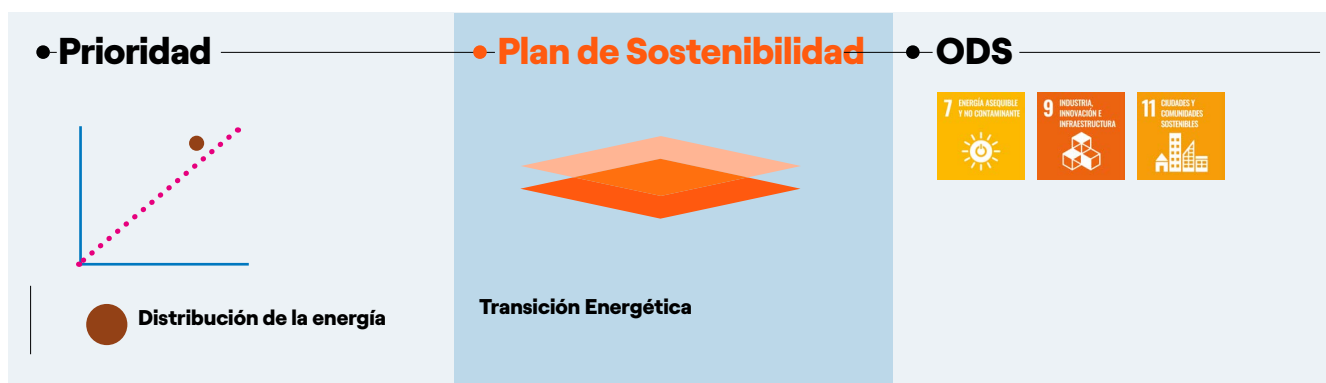 Prioridad
Plan de Sostenibilidad
ODS
7 ENERGÍA ASEQUIBLE
Y NO CONTAMINANTE
9 INDUSTRIA,
INNOVACIÓN E
INFRAESTRUCTURA
11 CIUDADES Y
COMUNIDADES
SOSTENIBLES
Distribución de la energía
Transición Energética